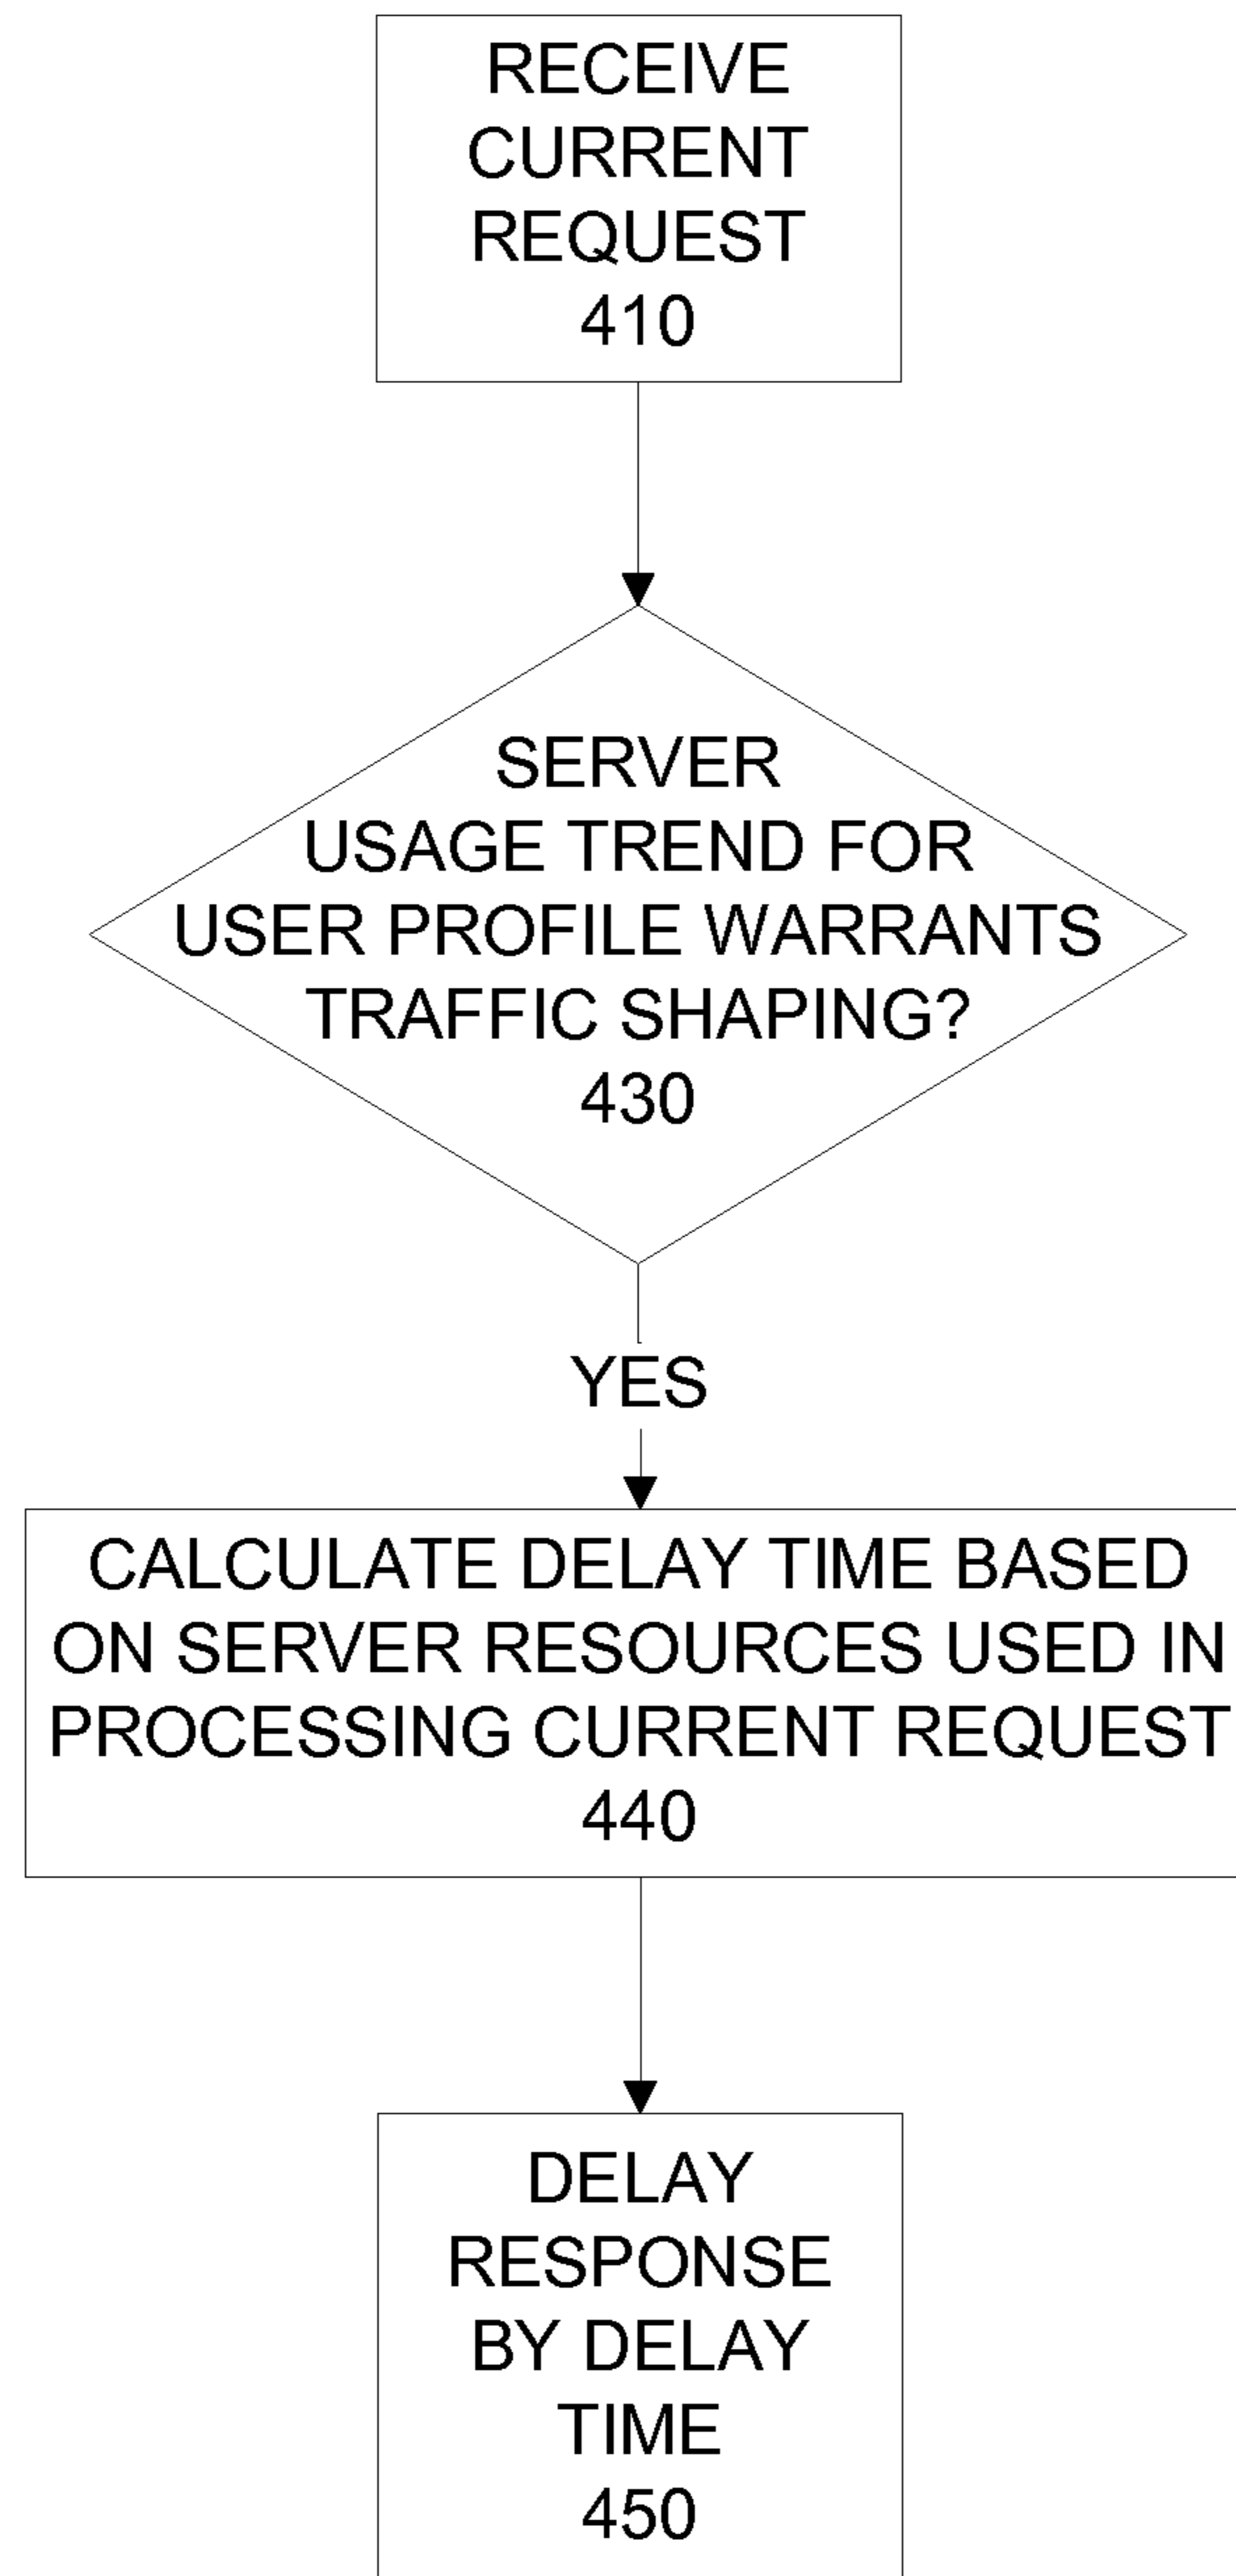 RECEIVE
CURRENT
REQUEST
410
SERVER
USAGE TREND FOR
USER PROFILE WARRANTS
TRAFFIC SHAPING?
430
YES
CALCULATE DELAY TIME BASED
ON SERVER RESOURCES USED IN
PROCESSING CURRENT REQUEST
440
DELAY
RESPONSE
BY DELAY
TIME
450